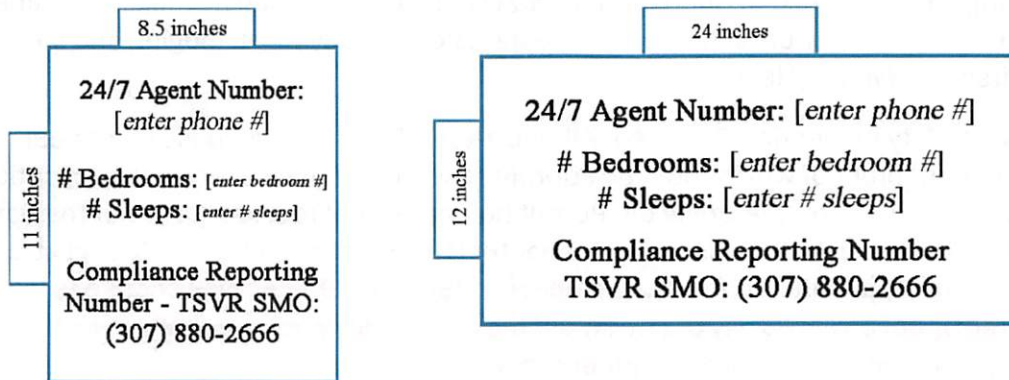 8.5 inches
24/7 Agent Number:
[enter phone #]
11 inches
# Bedrooms: [enter bedroom #]
# Sleeps: [enter # sleeps]
Compliance Reporting
Number - TSVR SMO:
(307) 880-2666
24 inches
24/7 Agent Number: [enter phone #]
12 inches
# Bedrooms: [enter bedroom #]
# Sleeps: [enter # sleeps]
Compliance Reporting Number
TSVR SMO: (307) 880-2666